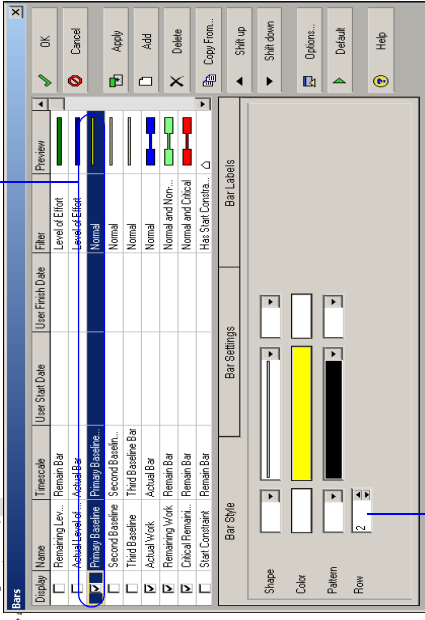 Bars
Display Name Timescale User Start Date User Finish Date Filter Preview
Remaining Lev... Remain Bar Level of Effort
Actual Level of ... Actual Bar Level of Effort
Primary Baseline Primary Baseline... Normal
Second Baseline Second Baselin... Normal
Third Baseline Third Baseline Bar Normal
Actual Work Actual Bar Normal
Remaining Work Remain Bar Normal and Non-...
Critical Remaini... Remain Bar Normal and Critical
Start Constraint Remain Bar Has Start Constra...
Bar Style Bar Settings Bar Labels
Shape
Color
Pattern
Row
2
OK
Cancel
Apply
Add
Delete
Copy From...
Shift up
Shift down
Options...
Default
Help